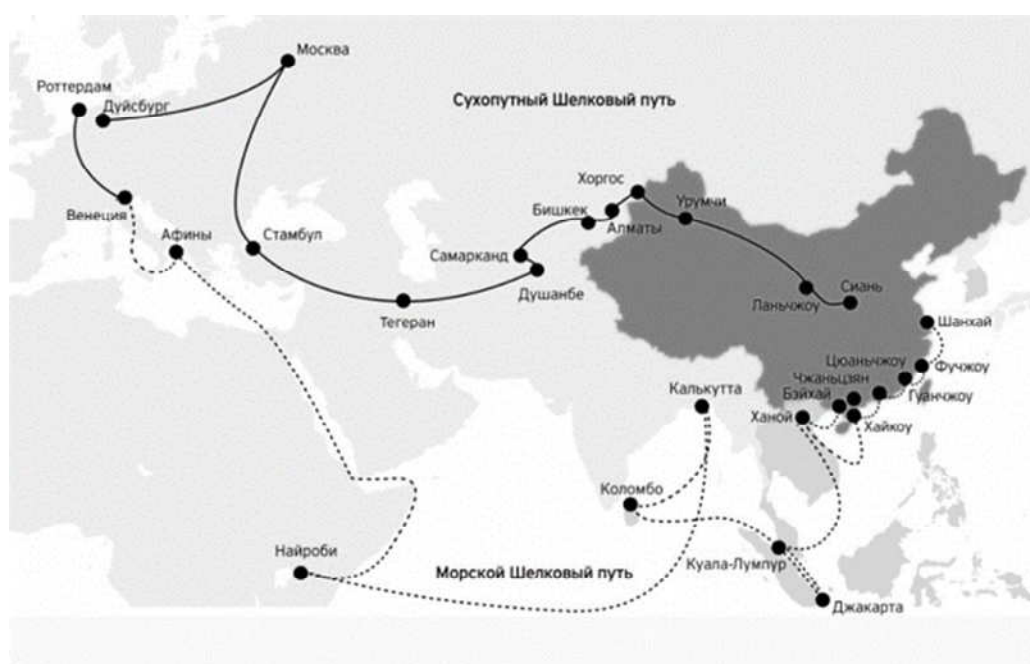 Москва
Роттердам
Дуйсбург
Сухопутный Шелковый путь
Хоргос
Урумчи
Бишкек
Алматы
Венеция
Афины
Стамбул
Самарканд
Душанбе
Сиань
Ланьчжоу
Тегеран
Шанхай
Цюаньчжоу
Фучжоу
Чжаньцзян
Калькутта
Бэйхай
Гуанчжоу
Ханой
Хайкоу
Коломбо
Найроби
Морской Шелковый путь
Куала-Лумпур
Джакарта